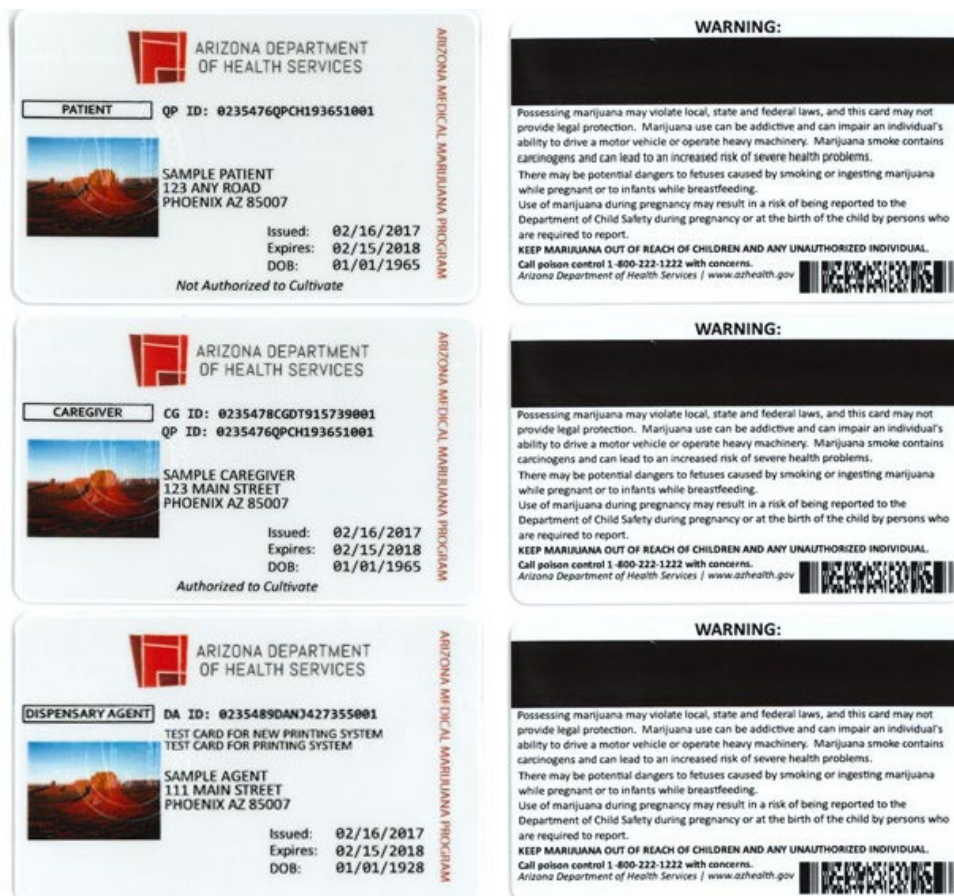 ARIZONA DEPARTMENT
OF HEALTH SERVICES
PATIENT QP ID: 0235476QPCH193651001
SAMPLE PATIENT
123 ANY ROAD
PHOENIX AZ 85007
Issued: 02/16/2017
Expires: 02/15/2018
DOB: 01/01/1965
Not Authorized to Cultivate
ARIZONA MEDICAL MARIJUANA PROGRAM
WARNING:
Possessing marijuana may violate local, state and federal laws, and this card may not
provide legal protection. Marijuana use can be addictive and can impair an individual's
ability to drive a motor vehicle or operate heavy machinery. Marijuana smoke contains
carcinogens and can lead to an increased risk of severe health problems.
There may be potential dangers to fetuses caused by smoking or ingesting marijuana
while pregnant or to infants while breastfeeding.
Use of marijuana during pregnancy may result in a risk of being reported to the
Department of Child Safety during pregnancy or at the birth of the child by persons who
are required to report.
KEEP MARIJUANA OUT OF REACH OF CHILDREN AND ANY UNAUTHORIZED INDIVIDUAL.
Call poison control 1-800-222-1222 with concerns.
Arizona Department of Health Services | www.azhealth.gov
ARIZONA DEPARTMENT
OF HEALTH SERVICES
CAREGIVER CG ID: 0235478CGDT915739001
QP ID: 0235476QPCH193651001
SAMPLE CAREGIVER
123 MAIN STREET
PHOENIX AZ 85007
Issued: 02/16/2017
Expires: 02/15/2018
DOB: 01/01/1965
Authorized to Cultivate
ARIZONA MEDICAL MARIJUANA PROGRAM
WARNING:
Possessing marijuana may violate local, state and federal laws, and this card may not
provide legal protection. Marijuana use can be addictive and can impair an individual's
ability to drive a motor vehicle or operate heavy machinery. Marijuana smoke contains
carcinogens and can lead to an increased risk of severe health problems.
There may be potential dangers to fetuses caused by smoking or ingesting marijuana
while pregnant or to infants while breastfeeding.
Use of marijuana during pregnancy may result in a risk of being reported to the
Department of Child Safety during pregnancy or at the birth of the child by persons who
are required to report.
KEEP MARIJUANA OUT OF REACH OF CHILDREN AND ANY UNAUTHORIZED INDIVIDUAL.
Call poison control 1-800-222-1222 with concerns.
Arizona Department of Health Services | www.azhealth.gov
ARIZONA DEPARTMENT
OF HEALTH SERVICES
DISPENSARY AGENT DA ID: 0235489DANJ427355001
TEST CARD FOR NEW PRINTING SYSTEM
TEST CARD FOR PRINTING SYSTEM
SAMPLE AGENT
111 MAIN STREET
PHOENIX AZ 85007
Issued: 02/16/2017
Expires: 02/15/2018
DOB: 01/01/1928
ARIZONA MEDICAL MARIJUANA PROGRAM
WARNING:
Possessing marijuana may violate local, state and federal laws, and this card may not
provide legal protection. Marijuana use can be addictive and can impair an individual's
ability to drive a motor vehicle or operate heavy machinery. Marijuana smoke contains
carcinogens and can lead to an increased risk of severe health problems.
There may be potential dangers to fetuses caused by smoking or ingesting marijuana
while pregnant or to infants while breastfeeding.
Use of marijuana during pregnancy may result in a risk of being reported to the
Department of Child Safety during pregnancy or at the birth of the child by persons who
are required to report.
KEEP MARIJUANA OUT OF REACH OF CHILDREN AND ANY UNAUTHORIZED INDIVIDUAL.
Call poison control 1-800-222-1222 with concerns.
Arizona Department of Health Services | www.azhealth.gov